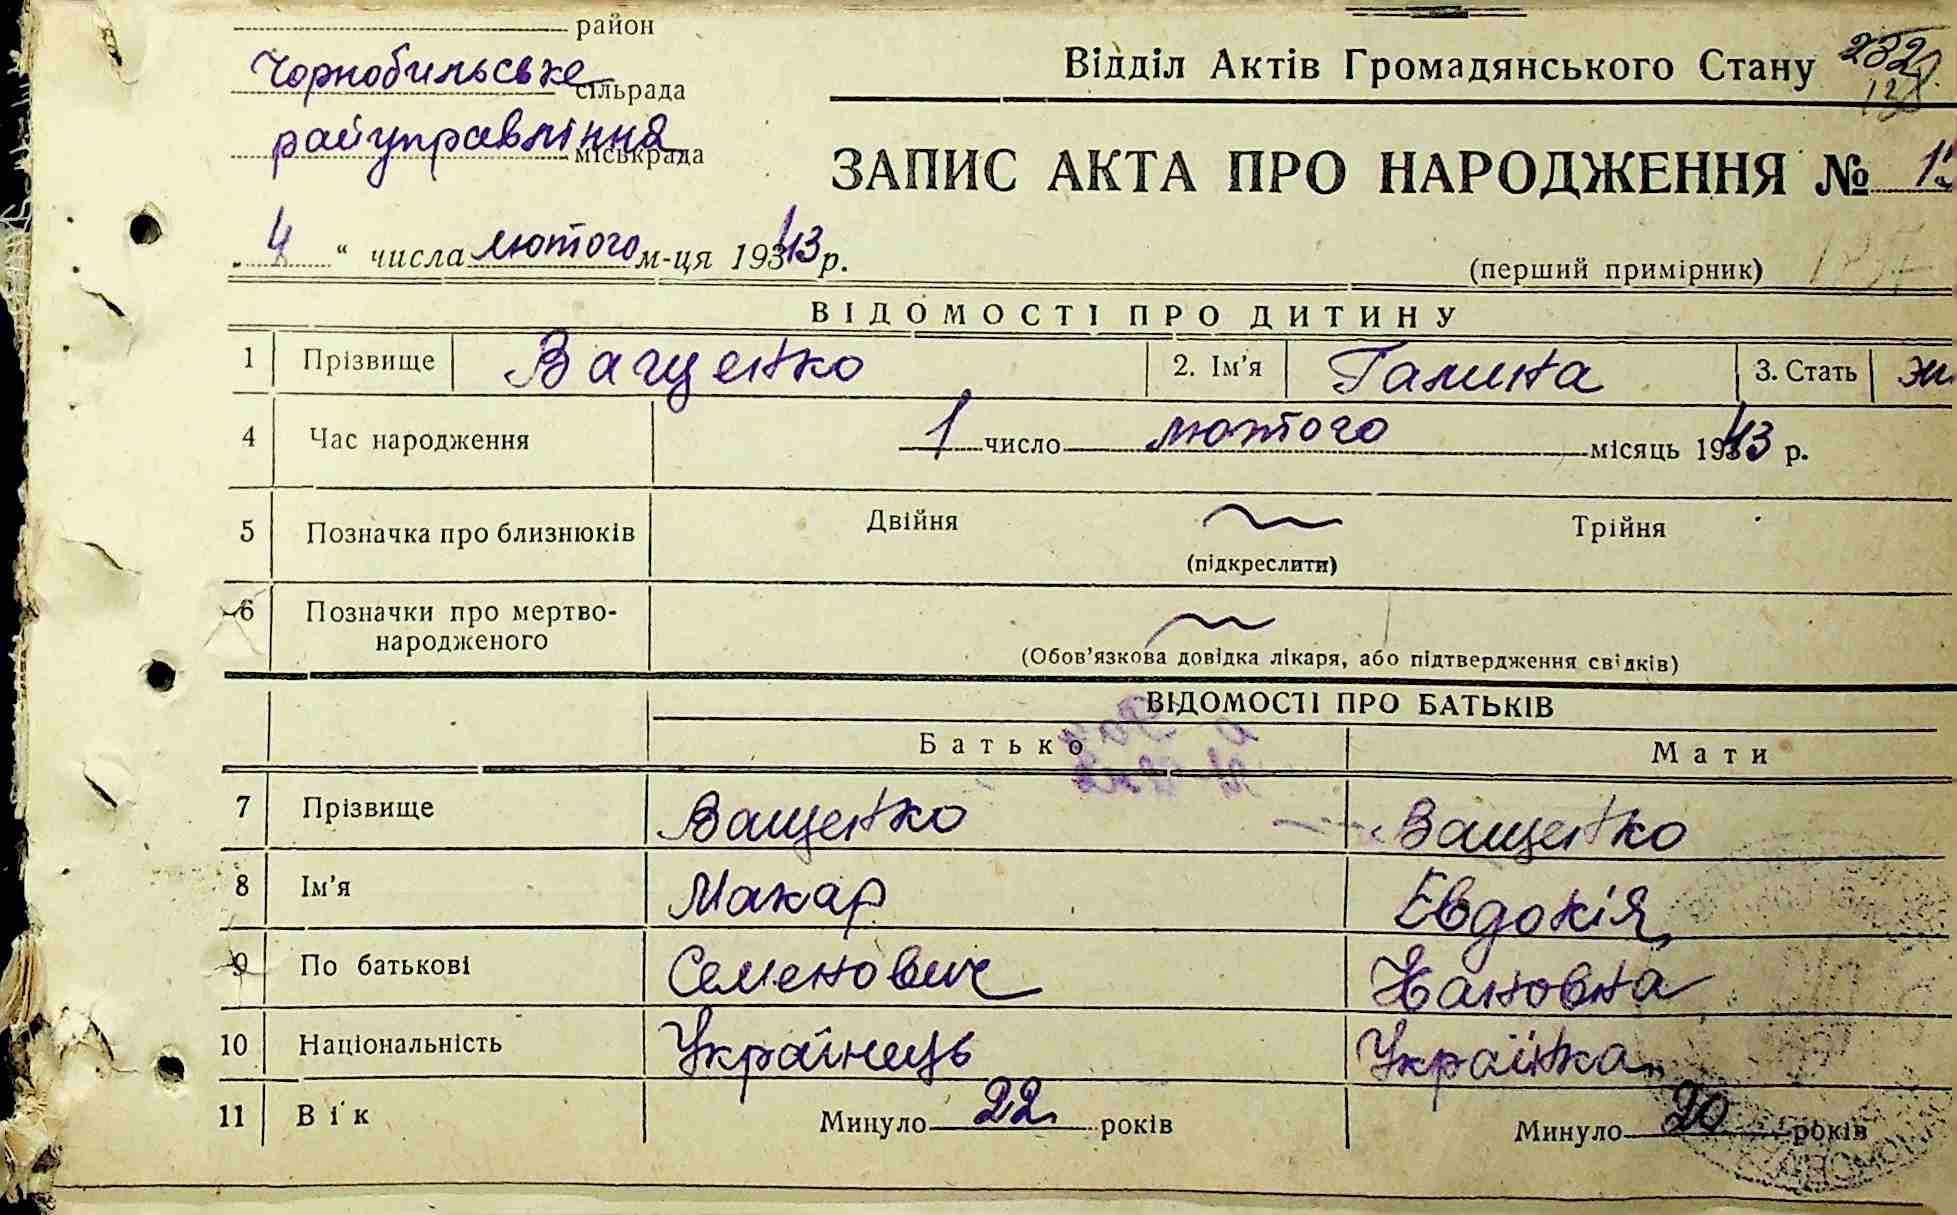 район
Чорнобильське сільрада
райуправління міськрада
Відділ Актів Громадянського Стану 232
ЗАПИС АКТА ПРО НАРОДЖЕННЯ №
„ 4 “ числа лютого м-ця 1943 р.
(перший примірник)
ВІДОМОСТІ ПРО ДИТИНУ
1 Прізвище Ващенко 2. Ім’я Галина 3. Стать ж
4 Час народження 1 число лютого місяць 1943 р.
5 Позначка про близнюків Двійня Трійня
(підкреслити)
6 Позначки про мертво-
народженого
(Обов’язкова довідка лікаря, або підтвердження свідків)
ВІДОМОСТІ ПРО БАТЬКІВ
Батько Мати
7 Прізвище Ващенко Ващенко
8 Ім’я Макар Евдокія
9 По батькові Семенович
10 Національність Українець Українка
11 Вік Минуло 22 років Минуло 20 років